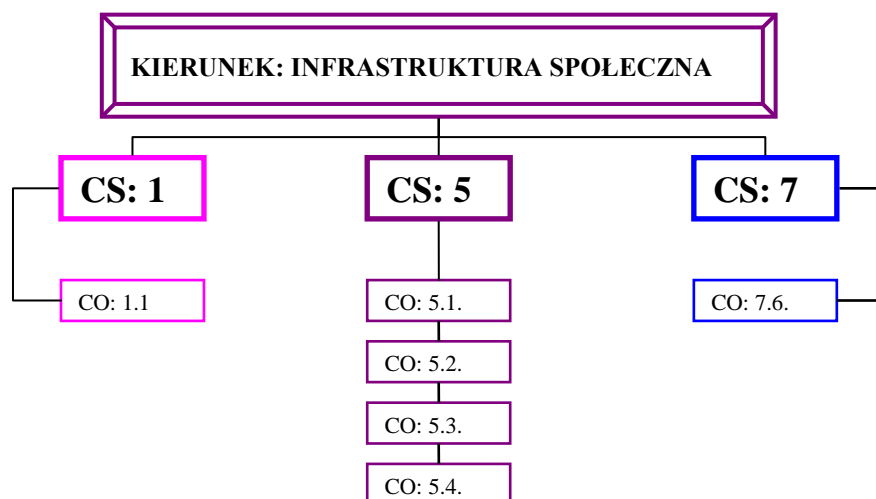 KIERUNEK: INFRASTRUKTURA SPOŁECZNA
CS: 1
CS: 5
CS: 7
CO: 1.1
CO: 5.1.
CO: 7.6.
CO: 5.2.
CO: 5.3.
CO: 5.4.